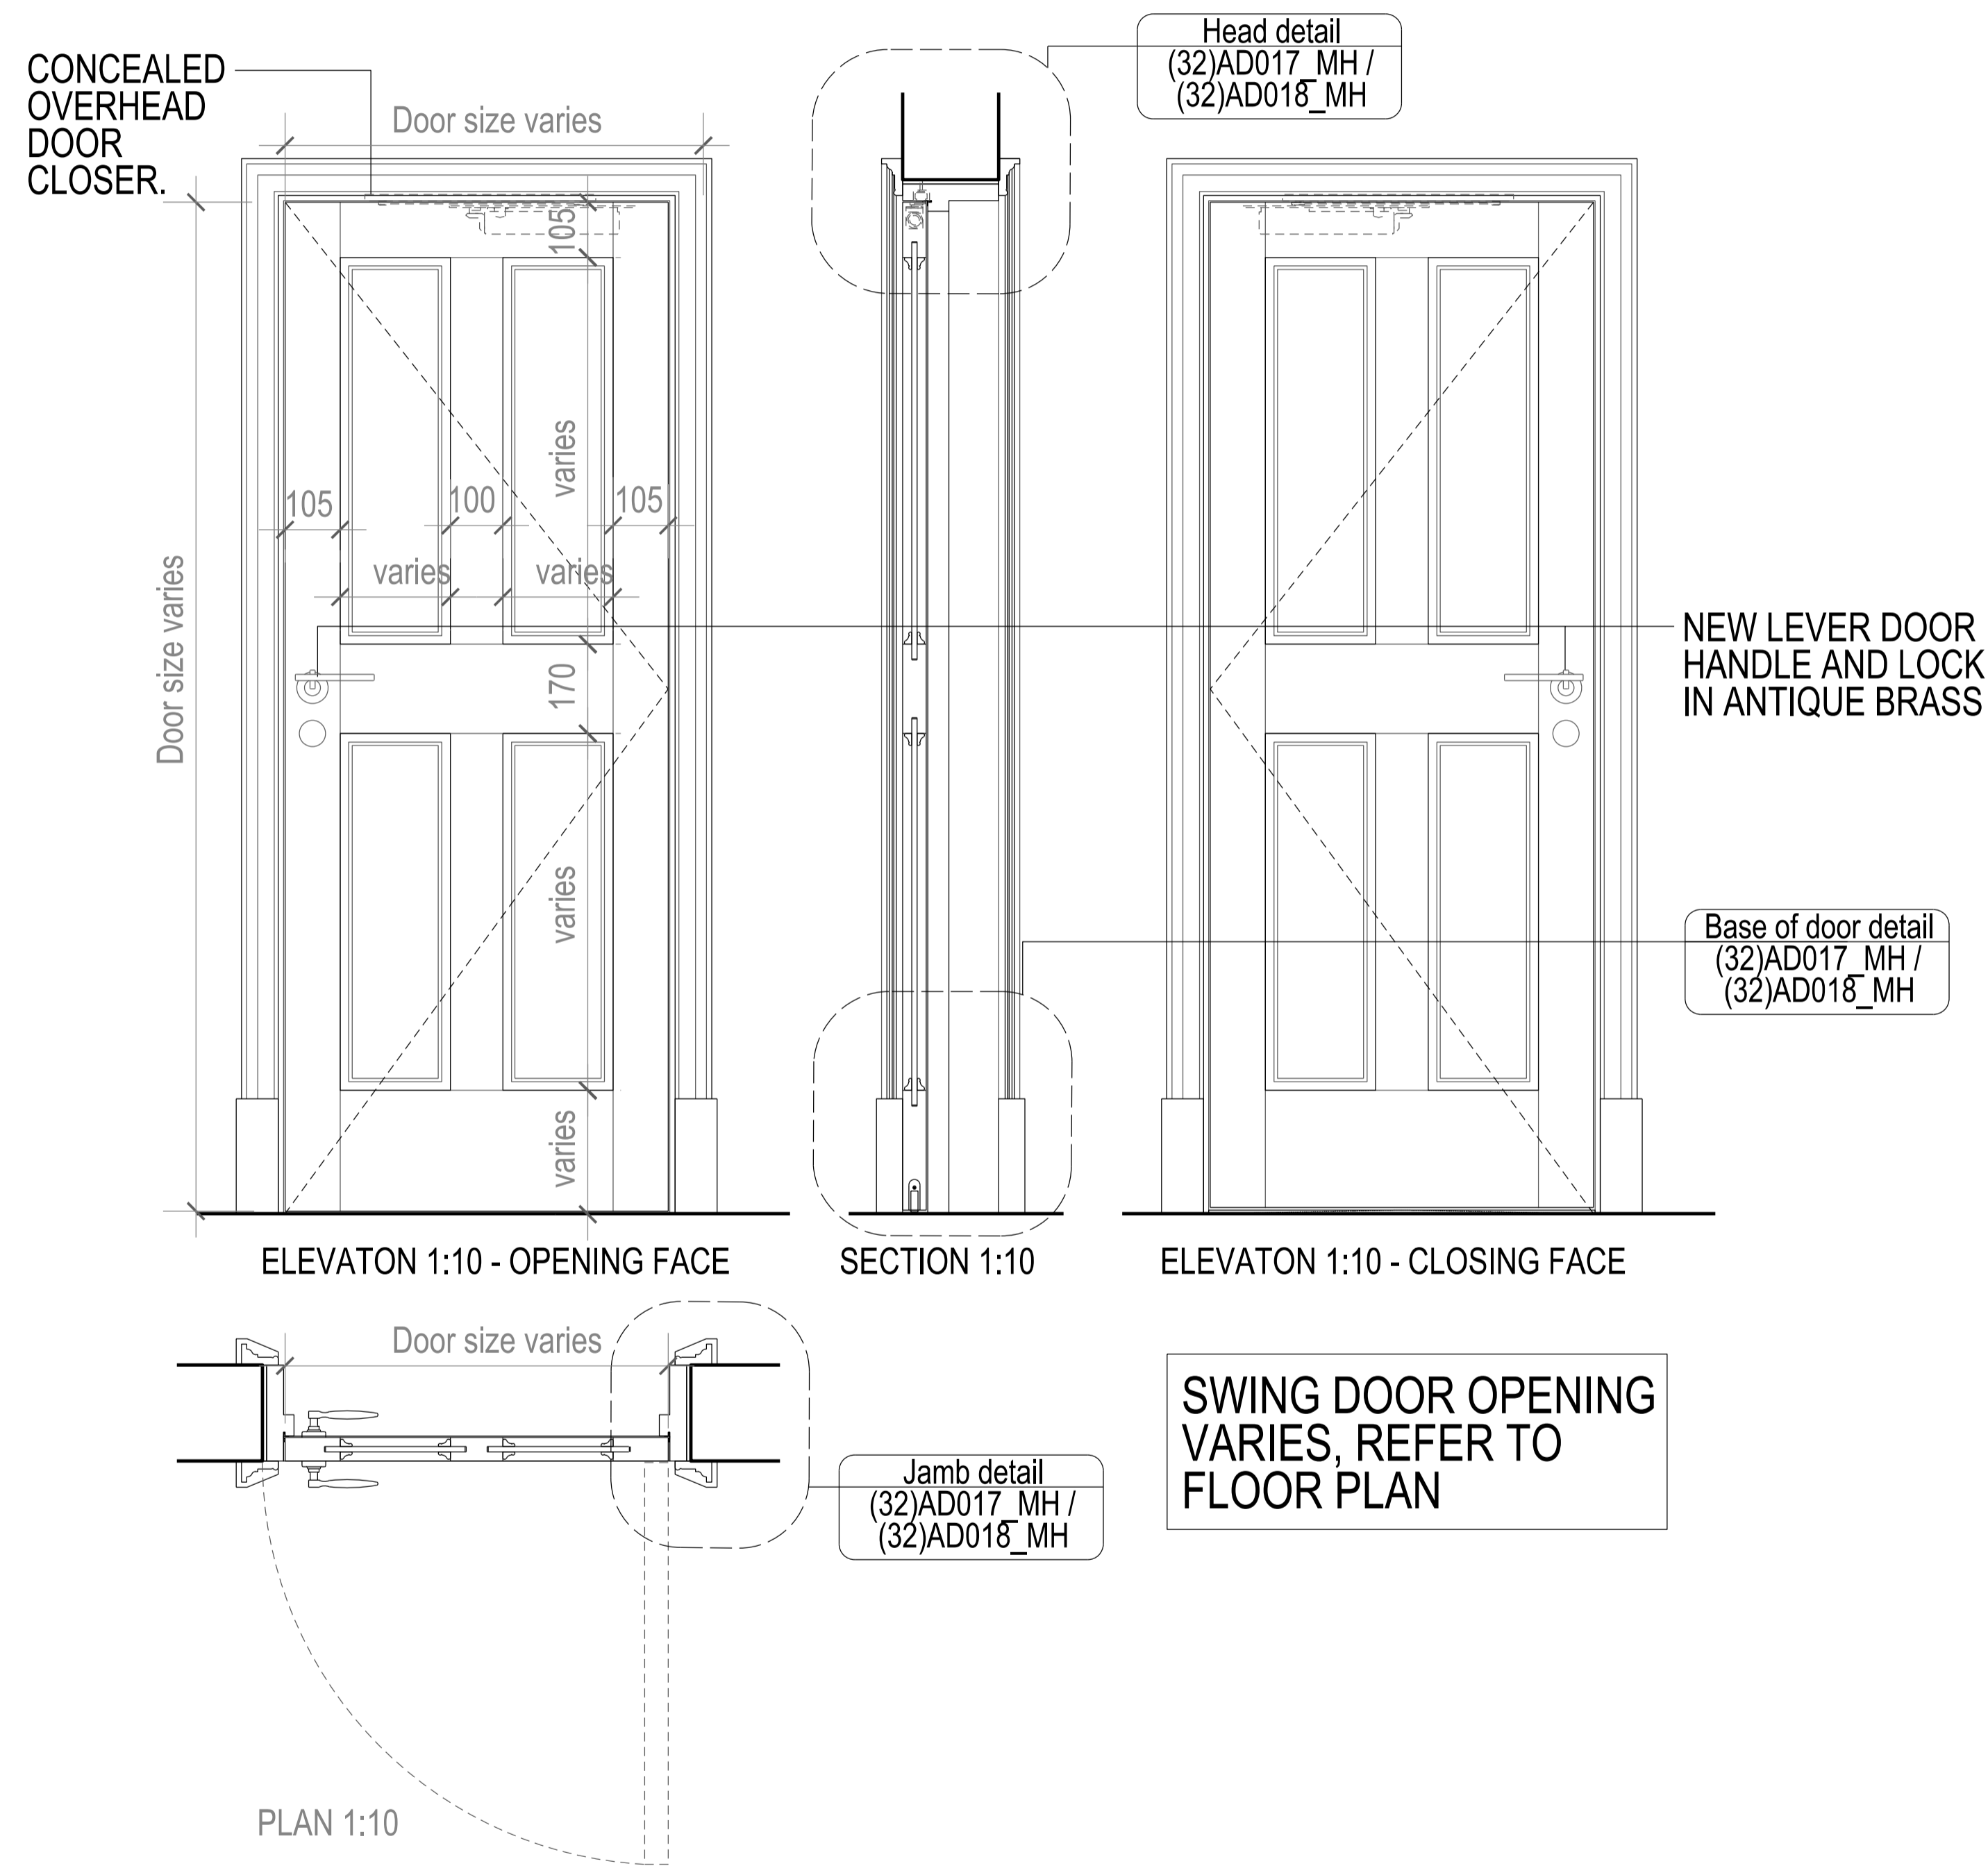 Head detail
(32)AD017_MH /
(32)AD018_MH
CONCEALED
OVERHEAD
DOOR
CLOSER.
Door size varies
105
varies
105
100
105
varies
varies
Door size varies
170
NEW LEVER DOOR
HANDLE AND LOCK
IN ANTIQUE BRASS
varies
Base of door detail
(32)AD017_MH /
(32)AD018_MH
varies
ELEVATON 1:10 - OPENING FACE
SECTION 1:10
ELEVATON 1:10 - CLOSING FACE
Door size varies
SWING DOOR OPENING
VARIES, REFER TO
FLOOR PLAN
Jamb detail
(32)AD017_MH /
(32)AD018_MH
PLAN 1:10